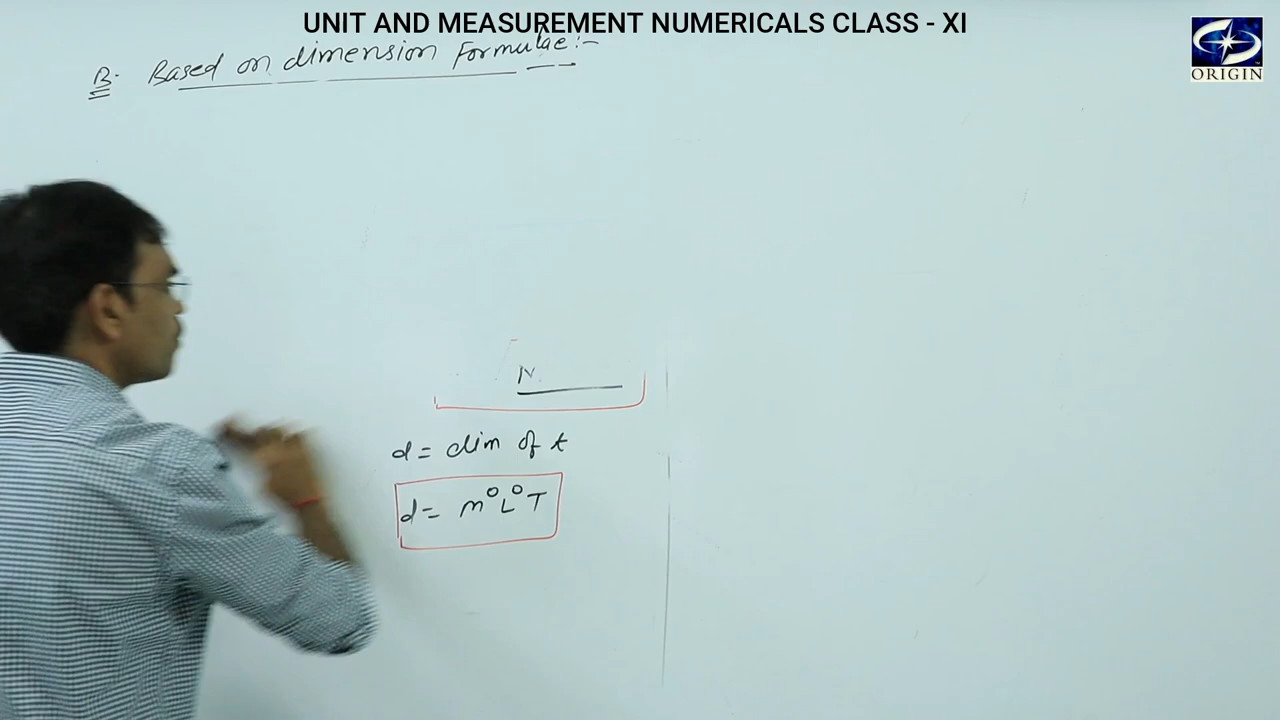 UNIT AND MEASUREMENT NUMERICALS CLASS - XI
ORIGIN
B. Based on dimension Formulae:-
d = dim of t
d = M⁰L⁰T